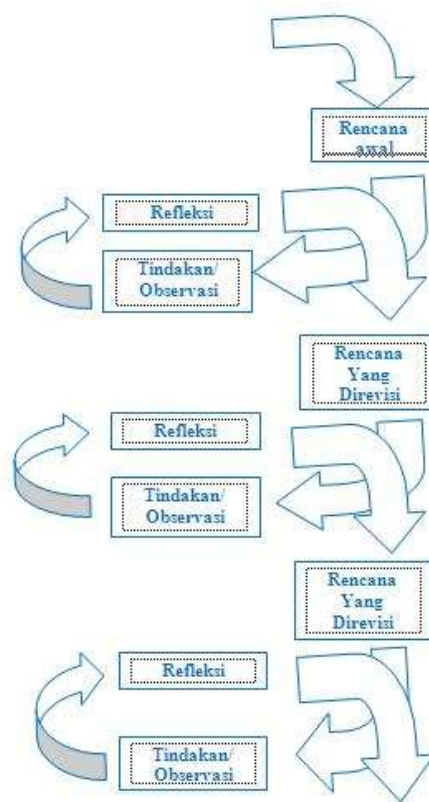 Rencana
awal
Refleksi
Tindakan/
Observasi
Rencana
Yang
Direvisi
Refleksi
Tindakan/
Observasi
Rencana
Yang
Direvisi
Refleksi
Tindakan/
Observasi